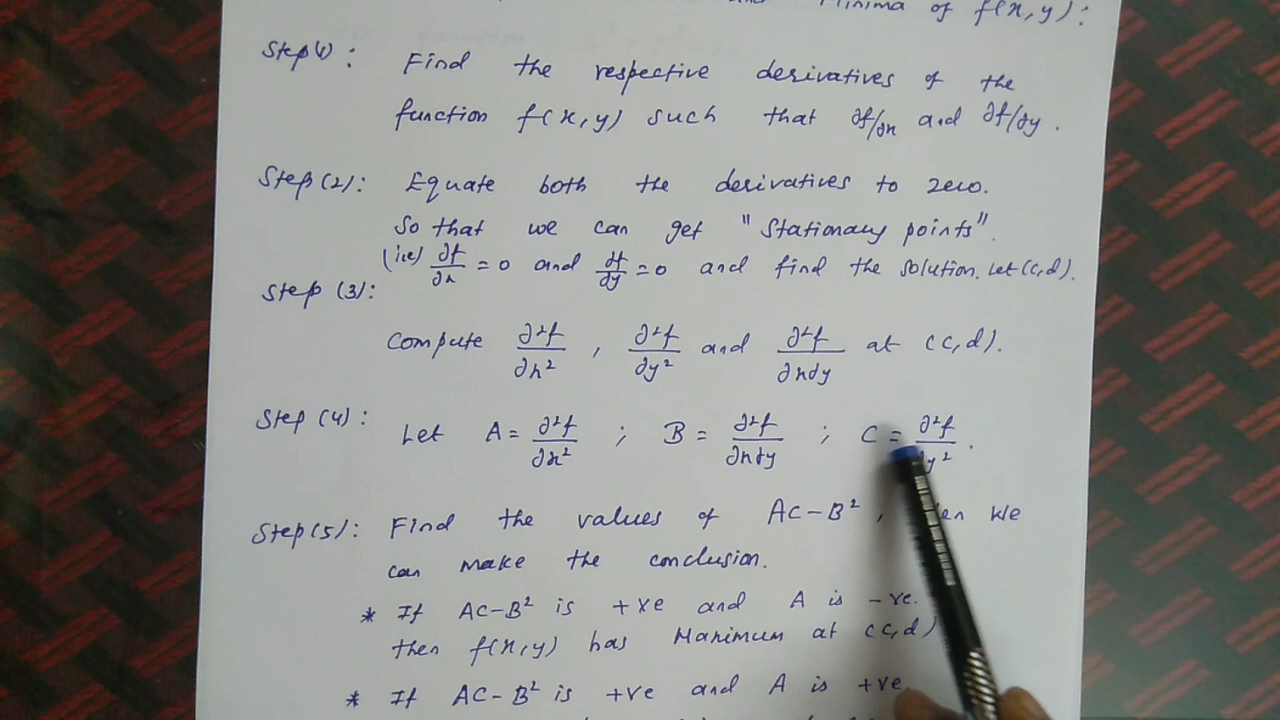 Minima of f(x,y):
Step(1): Find the respective derivatives of the
function f(x,y) such that ∂f/∂x and ∂f/∂y.
Step(2): Equate both the derivatives to zero.
So that we can get "Stationary points".
(ie) ∂f/∂x = 0 and ∂f/∂y = 0 and find the solution. Let (c,d).
Step (3):
Compute ∂²f/∂x² , ∂²f/∂y² and ∂²f/∂x∂y at (c,d).
Step (4): Let A = ∂²f/∂x² ; B = ∂²f/∂x∂y ; C = ∂²f/∂y² .
Step(5): Find the values of AC-B² , we
can make the conclusion.
* If AC-B² is +ve and A is -ve.
then f(x,y) has Maximum at (c,d)
* If AC-B² is +ve and A is +ve.